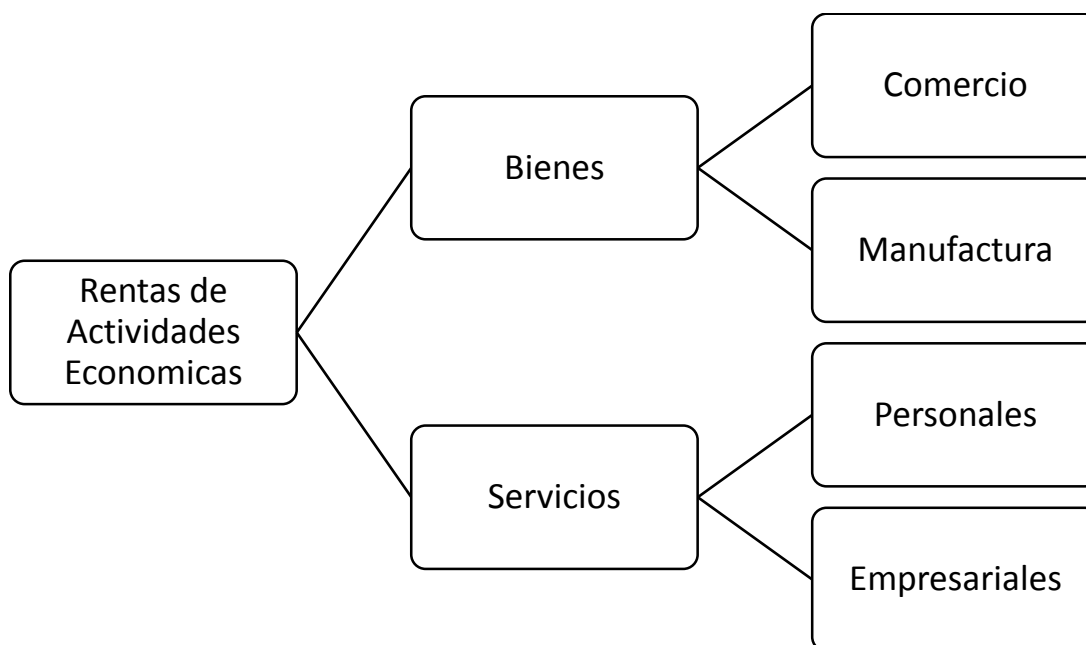 Rentas de
Actividades
Economicas
Bienes
Comercio
Manufactura
Servicios
Personales
Empresariales